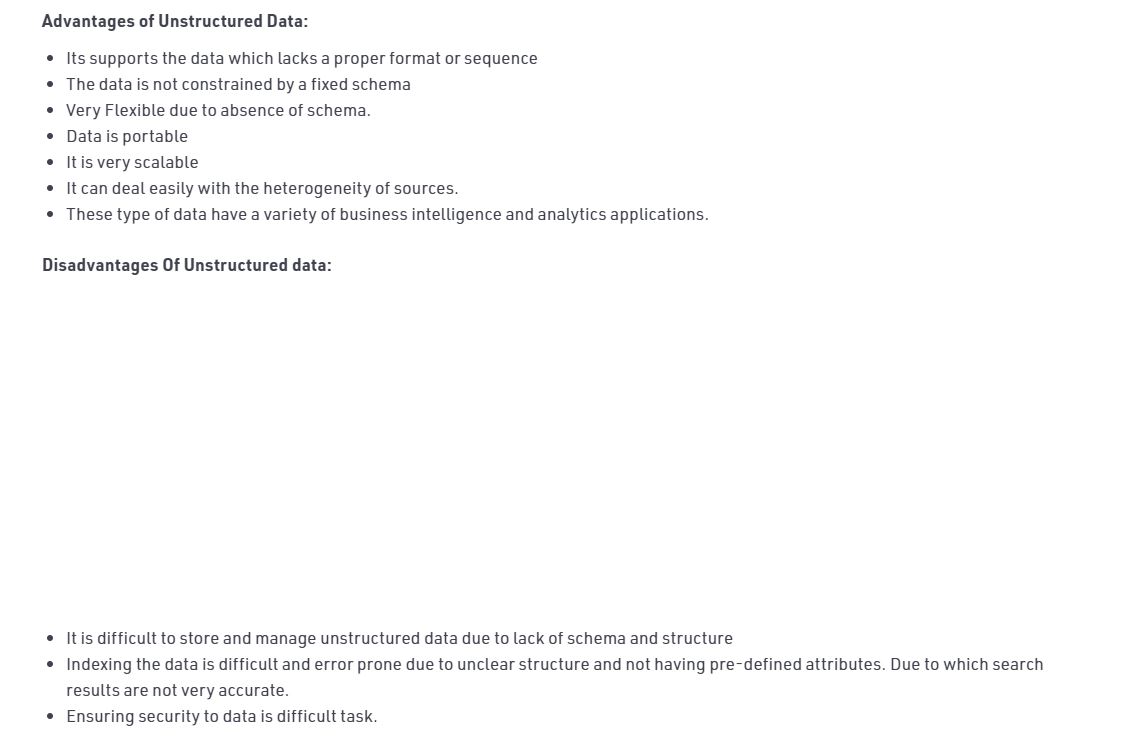 Advantages of Unstructured Data:
• Its supports the data which lacks a proper format or sequence
• The data is not constrained by a fixed schema
• Very Flexible due to absence of schema.
• Data is portable
• It is very scalable
• It can deal easily with the heterogeneity of sources.
• These type of data have a variety of business intelligence and analytics applications.
Disadvantages Of Unstructured data:
• It is difficult to store and manage unstructured data due to lack of schema and structure
• Indexing the data is difficult and error prone due to unclear structure and not having pre-defined attributes. Due to which search
results are not very accurate.
• Ensuring security to data is difficult task.